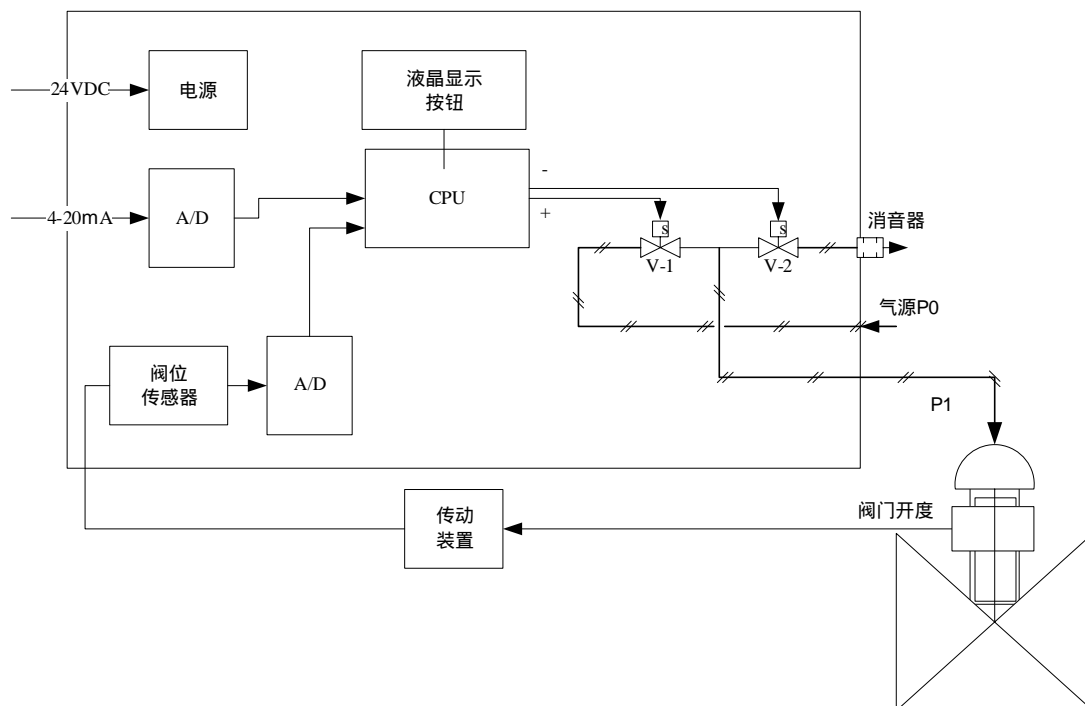 24VDC
电源
液晶显示
按钮
4-20mA
A/D
CPU
-
+
s
s
V-1
V-2
消音器
气源P0
阀位
传感器
A/D
P1
传动
装置
阀门开度